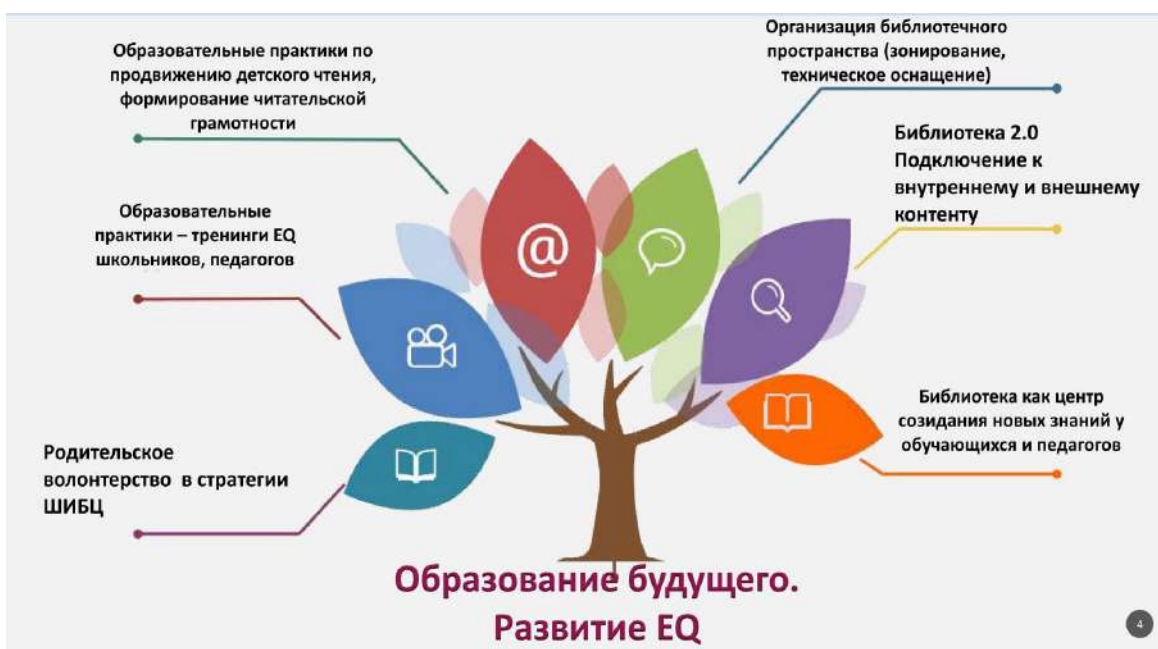 Образовательные практики по
продвижению детского чтения,
формирование читательской
грамотности
Организация библиотечного
пространства (зонирование,
техническое оснащение)
Библиотека 2.0
Подключение к
внутреннему и внешнему
контенту
Образовательные
практики – тренинги EQ
школьников, педагогов
@
Библиотека как центр
созидания новых знаний у
обучающихся и педагогов
Родительское
волонтерство в стратегии
ШИБЦ
Образование будущего.
Развитие EQ
4